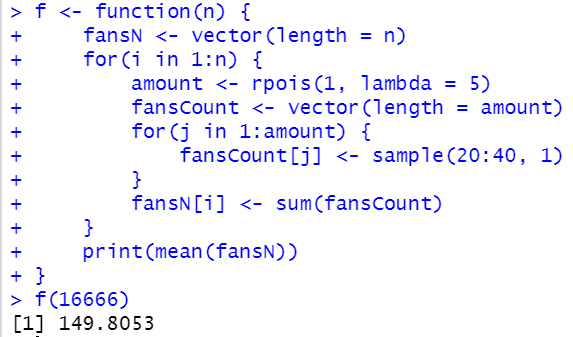 > f <- function(n) {
+     fansN <- vector(length = n)
+     for(i in 1:n) {
+         amount <- rpois(1, lambda = 5)
+         fansCount <- vector(length = amount)
+         for(j in 1:amount) {
+             fansCount[j] <- sample(20:40, 1)
+         }
+         fansN[i] <- sum(fansCount)
+     }
+     print(mean(fansN))
+ }
> f(16666)
[1] 149.8053